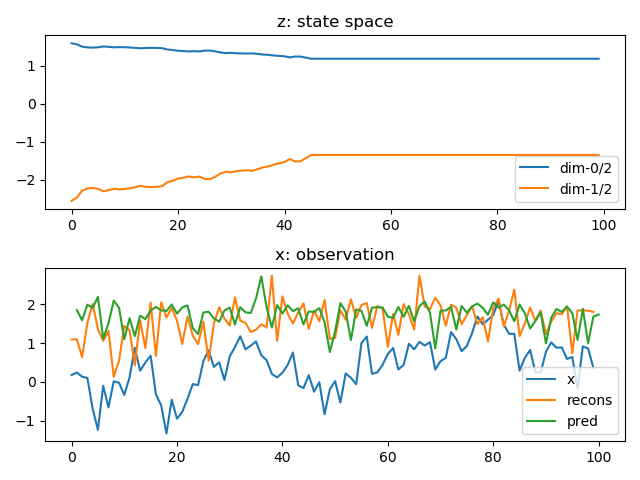 z: state space
1
0
−1
−2
dim-0/2
dim-1/2
0 20 40 60 80 100
x: observation
2
1
0
−1
x
recons
pred
0 20 40 60 80 100